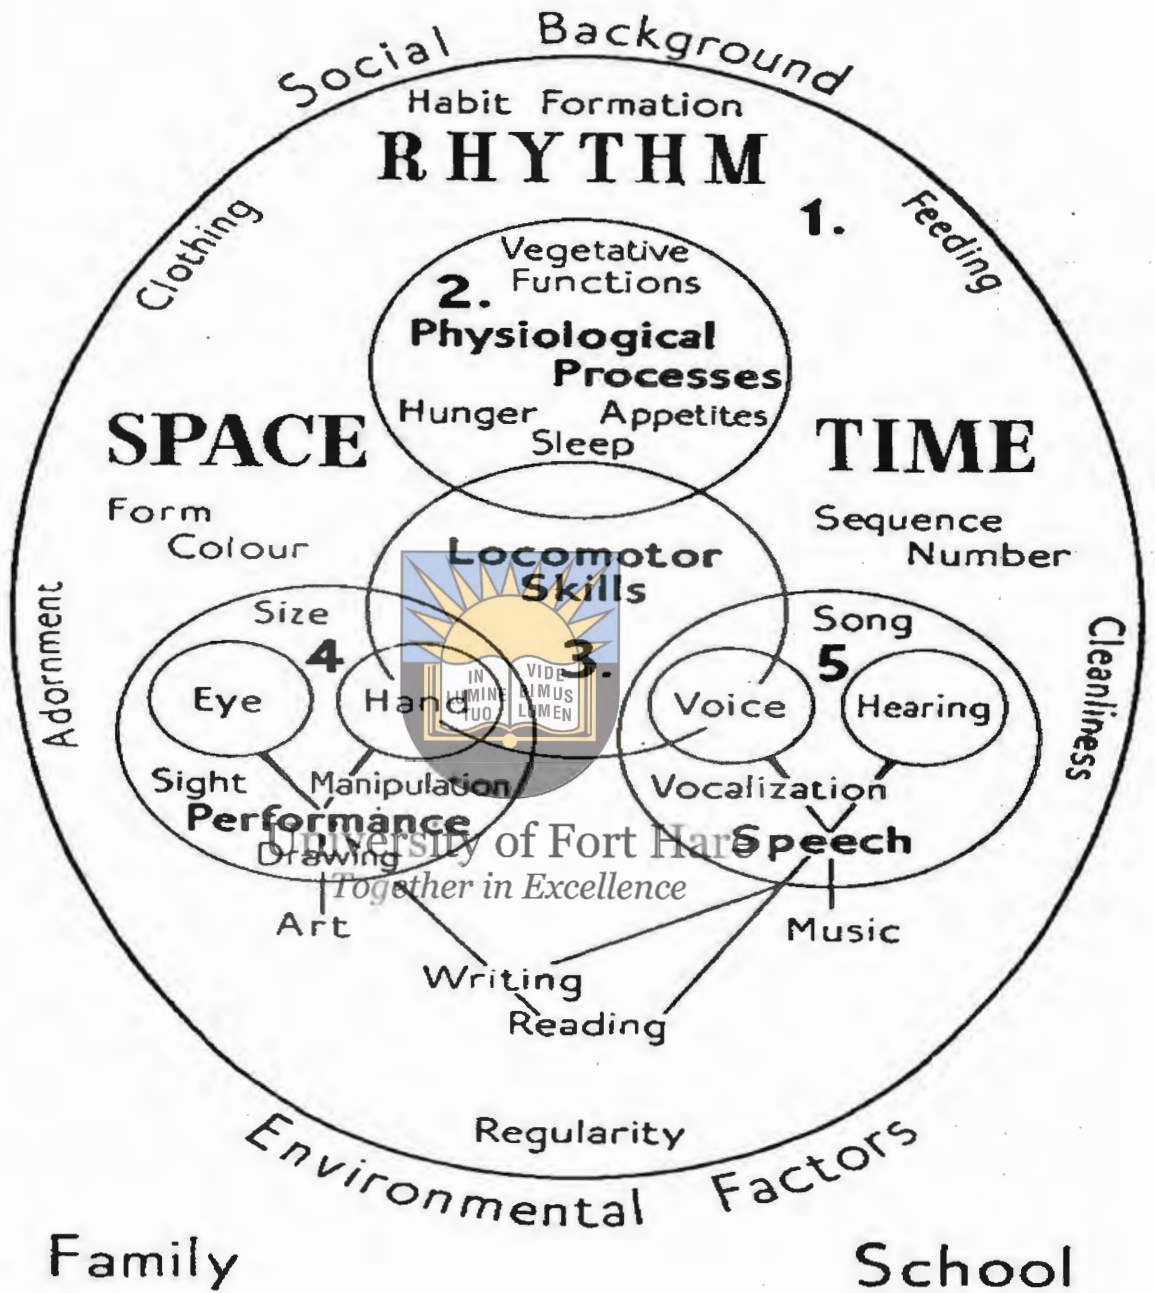 Social Background
Habit Formation
RHYTHM
1.
Clothing
Feeding
Vegetative
2. Functions
Physiological
Processes
Hunger Appetites
Sleep
SPACE
TIME
Form
Colour
Sequence
Number
Locomotor
Skills
Adornment
Cleanliness
Size
Song
4
3.
5
Eye
Hand
Voice
Hearing
IN
LUMINE
TUO
VIDE
BIMUS
LUMEN
Sight
Manipulation
Vocalization
Performance
Speech
Drawing
University of Fort Hare
Together in Excellence
Art
Music
Writing
Reading
Regularity
Environmental Factors
Family
School